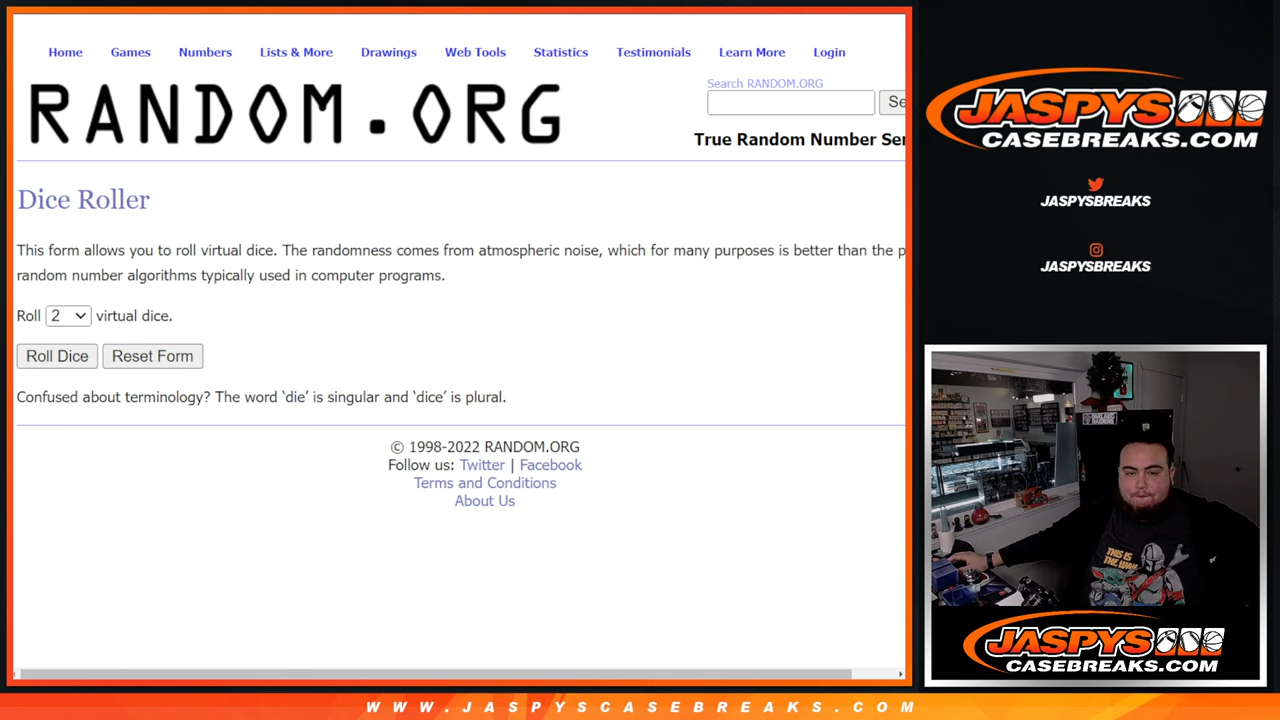 Home Games Numbers Lists & More Drawings Web Tools Statistics Testimonials Learn More Login
RANDOM.ORG
Search RANDOM.ORG
Se
True Random Number Ser
Dice Roller
This form allows you to roll virtual dice. The randomness comes from atmospheric noise, which for many purposes is better than the p
random number algorithms typically used in computer programs.
Roll 2 virtual dice.
Roll Dice Reset Form
Confused about terminology? The word ‘die’ is singular and ‘dice’ is plural.
© 1998-2022 RANDOM.ORG
Follow us: Twitter | Facebook
Terms and Conditions
About Us
JASPYS
CASEBREAKS.COM
JASPYSBREAKS
JASPYSBREAKS
THIS IS
THE WAY
JASPYS
CASEBREAKS.COM
WWW.JASPYSCASEBREAKS.COM